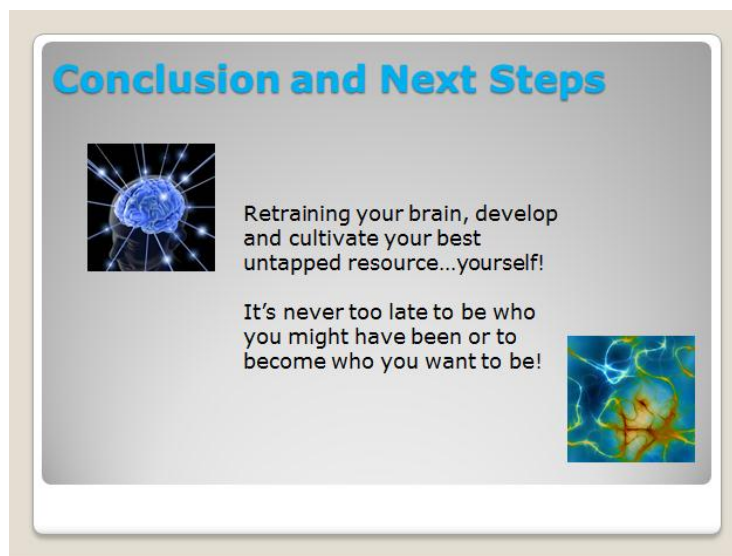 Conclusion and Next Steps
Retraining your brain, develop
and cultivate your best
untapped resource...yourself!
It’s never too late to be who
you might have been or to
become who you want to be!